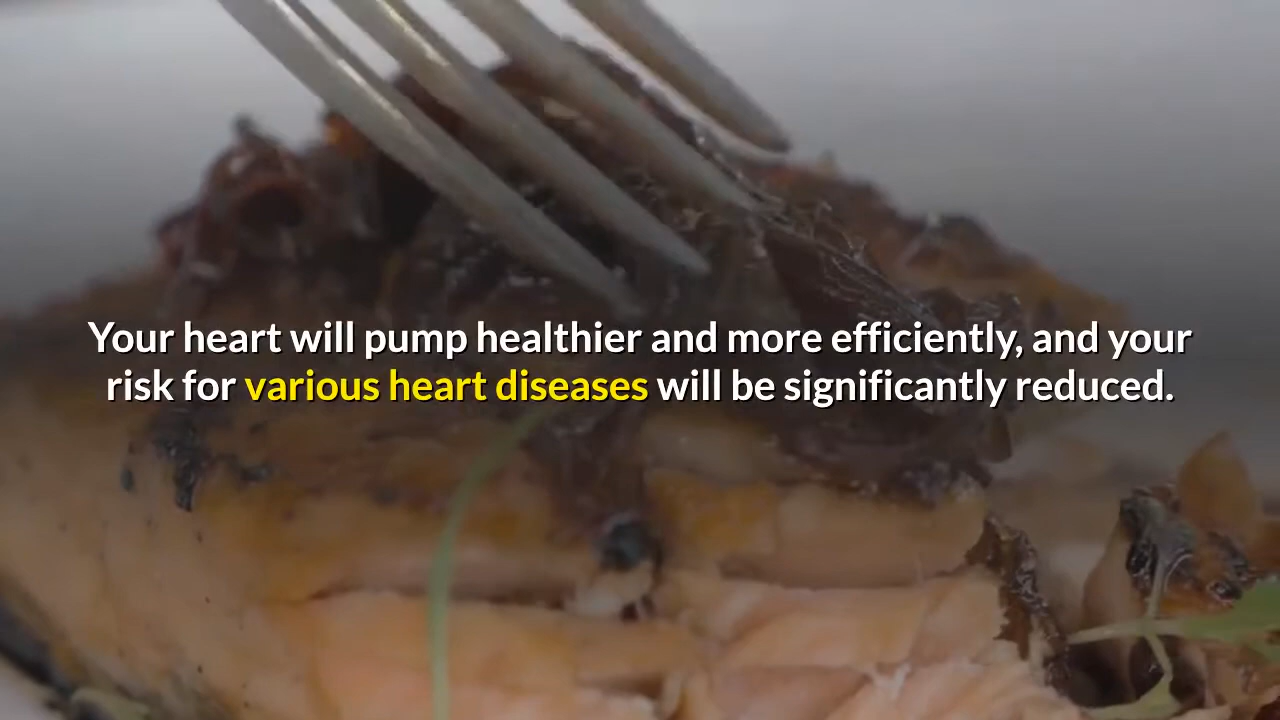 Your heart will pump healthier and more efficiently, and your
risk for various heart diseases will be significantly reduced.